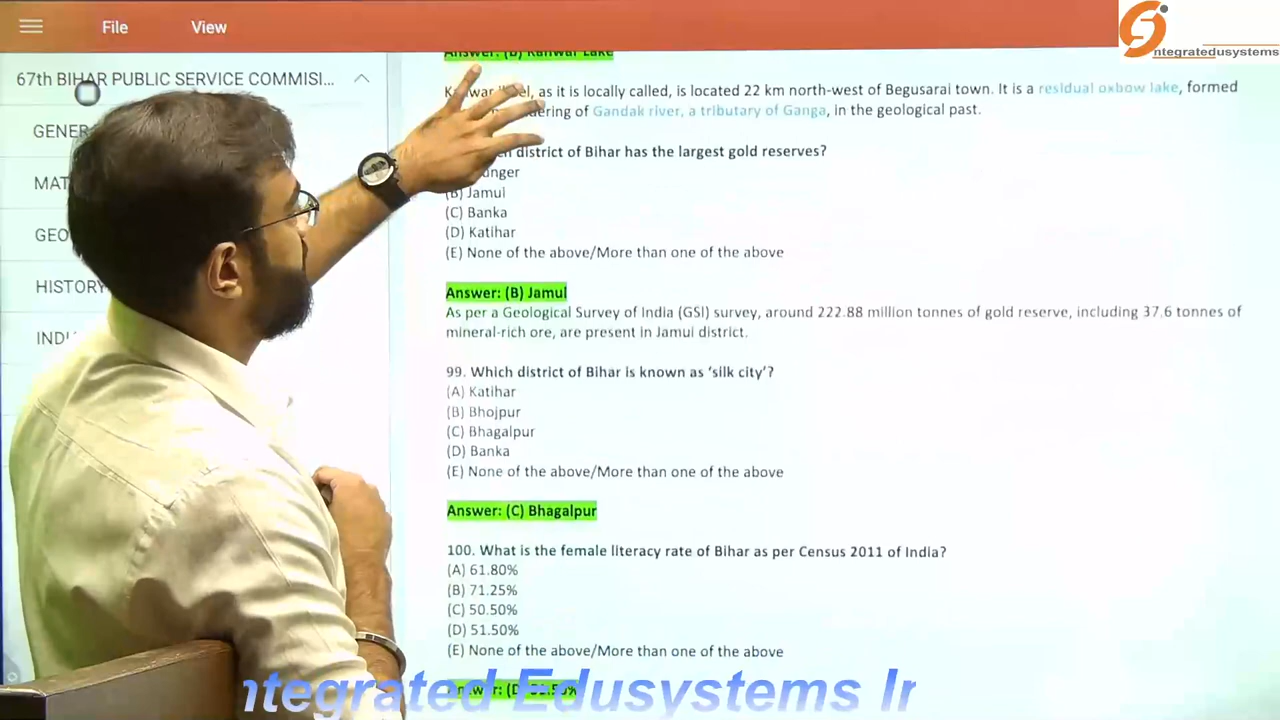 File View
ntegratedusystems
67th BIHAR PUBLIC SERVICE COMMISI...
GENER
MAT
GEO
HISTORY
INDI
Answer: (D) Kanwar Lake
as it is locally called, is located 22 km north-west of Begusarai town. It is a residual oxbow lake, formed
ering of Gandak river, a tributary of Ganga, in the geological past.
district of Bihar has the largest gold reserves?
unger
(B) Jamul
(C) Banka
(D) Katihar
(E) None of the above/More than one of the above
Answer: (B) Jamul
As per a Geological Survey of India (GSI) survey, around 222.88 million tonnes of gold reserve, including 37.6 tonnes of
mineral-rich ore, are present in Jamui district.
99. Which district of Bihar is known as ‘silk city’?
(A) Katihar
(B) Bhojpur
(C) Bhagalpur
(D) Banka
(E) None of the above/More than one of the above
Answer: (C) Bhagalpur
100. What is the female literacy rate of Bihar as per Census 2011 of India?
(A) 61.80%
(B) 71.25%
(C) 50.50%
(D) 51.50%
(E) None of the above/More than one of the above
ntegrated Edusystems In